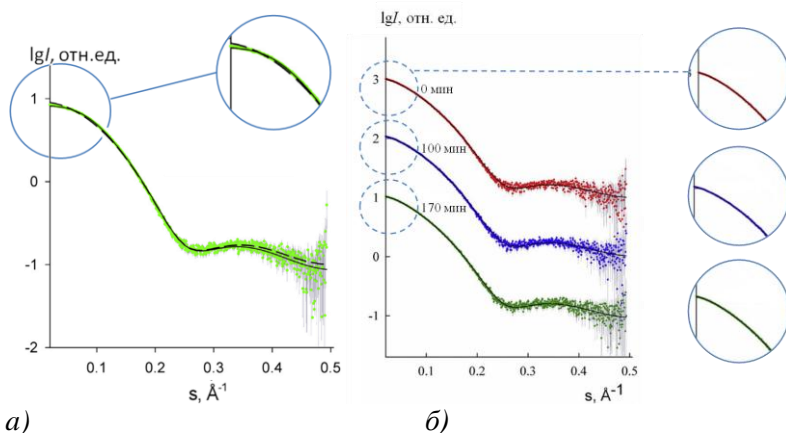 lgI, отн.ед.
1
0
-1
-2
0.1 0.2 0.3 0.4 0.5
s, Å⁻¹
а)
lgI, отн. ед.
3
2
1
0
-1
0 мин
100 мин
170 мин
0.1 0.2 0.3 0.4 0.5
s, Å⁻¹
б)